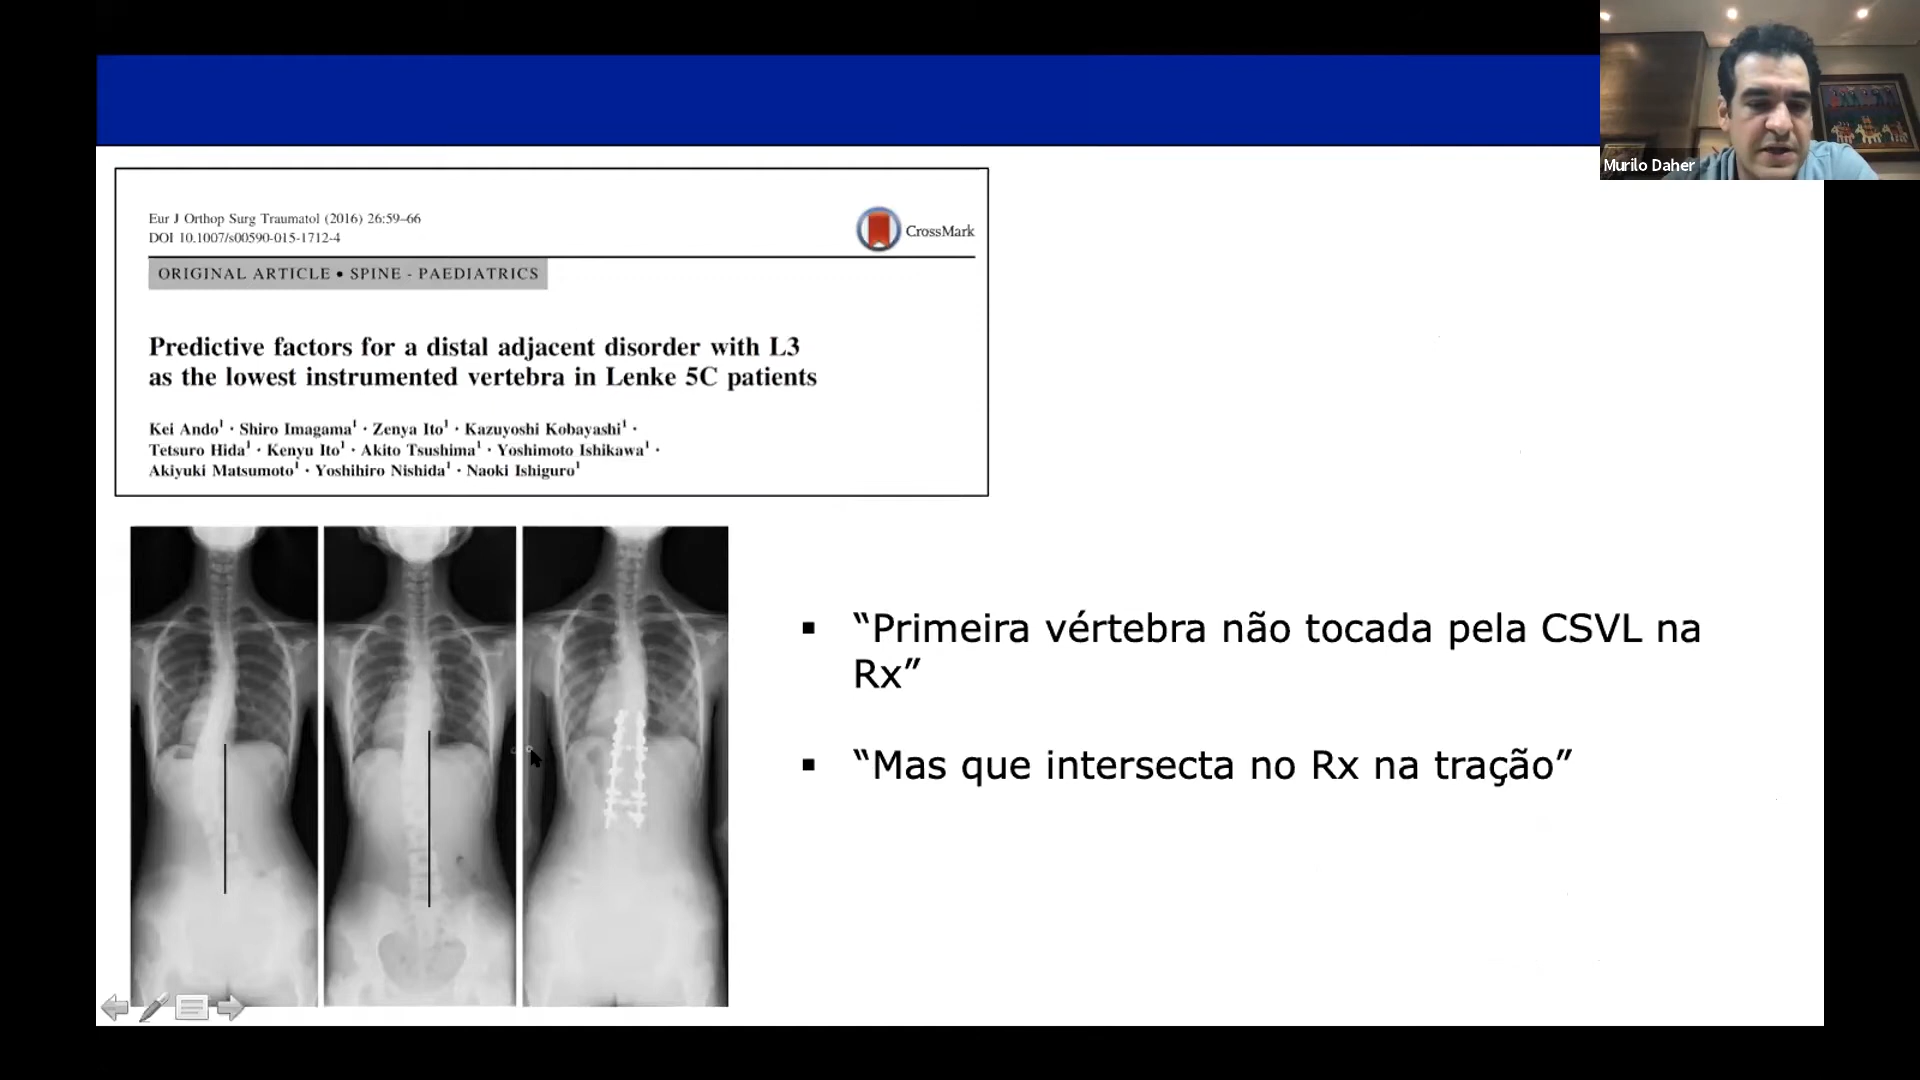 Murilo Daher
Eur J Orthop Surg Traumatol (2016) 26:59–66
DOI 10.1007/s00590-015-1712-4
CrossMark
ORIGINAL ARTICLE • SPINE - PAEDIATRICS
Predictive factors for a distal adjacent disorder with L3
as the lowest instrumented vertebra in Lenke 5C patients
Kei Ando¹ · Shiro Imagama¹ · Zenya Ito¹ · Kazuyoshi Kobayashi¹ ·
Tetsuro Hida¹ · Kenyu Ito¹ · Akito Tsushima¹ · Yoshimoto Ishikawa¹ ·
Akiyuki Matsumoto¹ · Yoshihiro Nishida¹ · Naoki Ishiguro¹
▪ “Primeira vértebra não tocada pela CSVL na
Rx”
▪ “Mas que intersecta no Rx na tração”